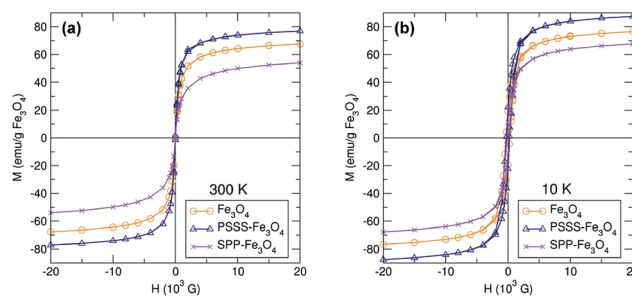 (a)
80
60
40
20
0
-20
-40
-60
-80
M (emu/g Fe₃O₄)
300 K
Fe₃O₄
PSSS-Fe₃O₄
SPP-Fe₃O₄
-20 -10 0 10 20
H (10³ G)
(b)
80
60
40
20
0
-20
-40
-60
-80
M (emu/g Fe₃O₄)
10 K
Fe₃O₄
PSSS-Fe₃O₄
SPP-Fe₃O₄
-20 -10 0 10 20
H (10³ G)